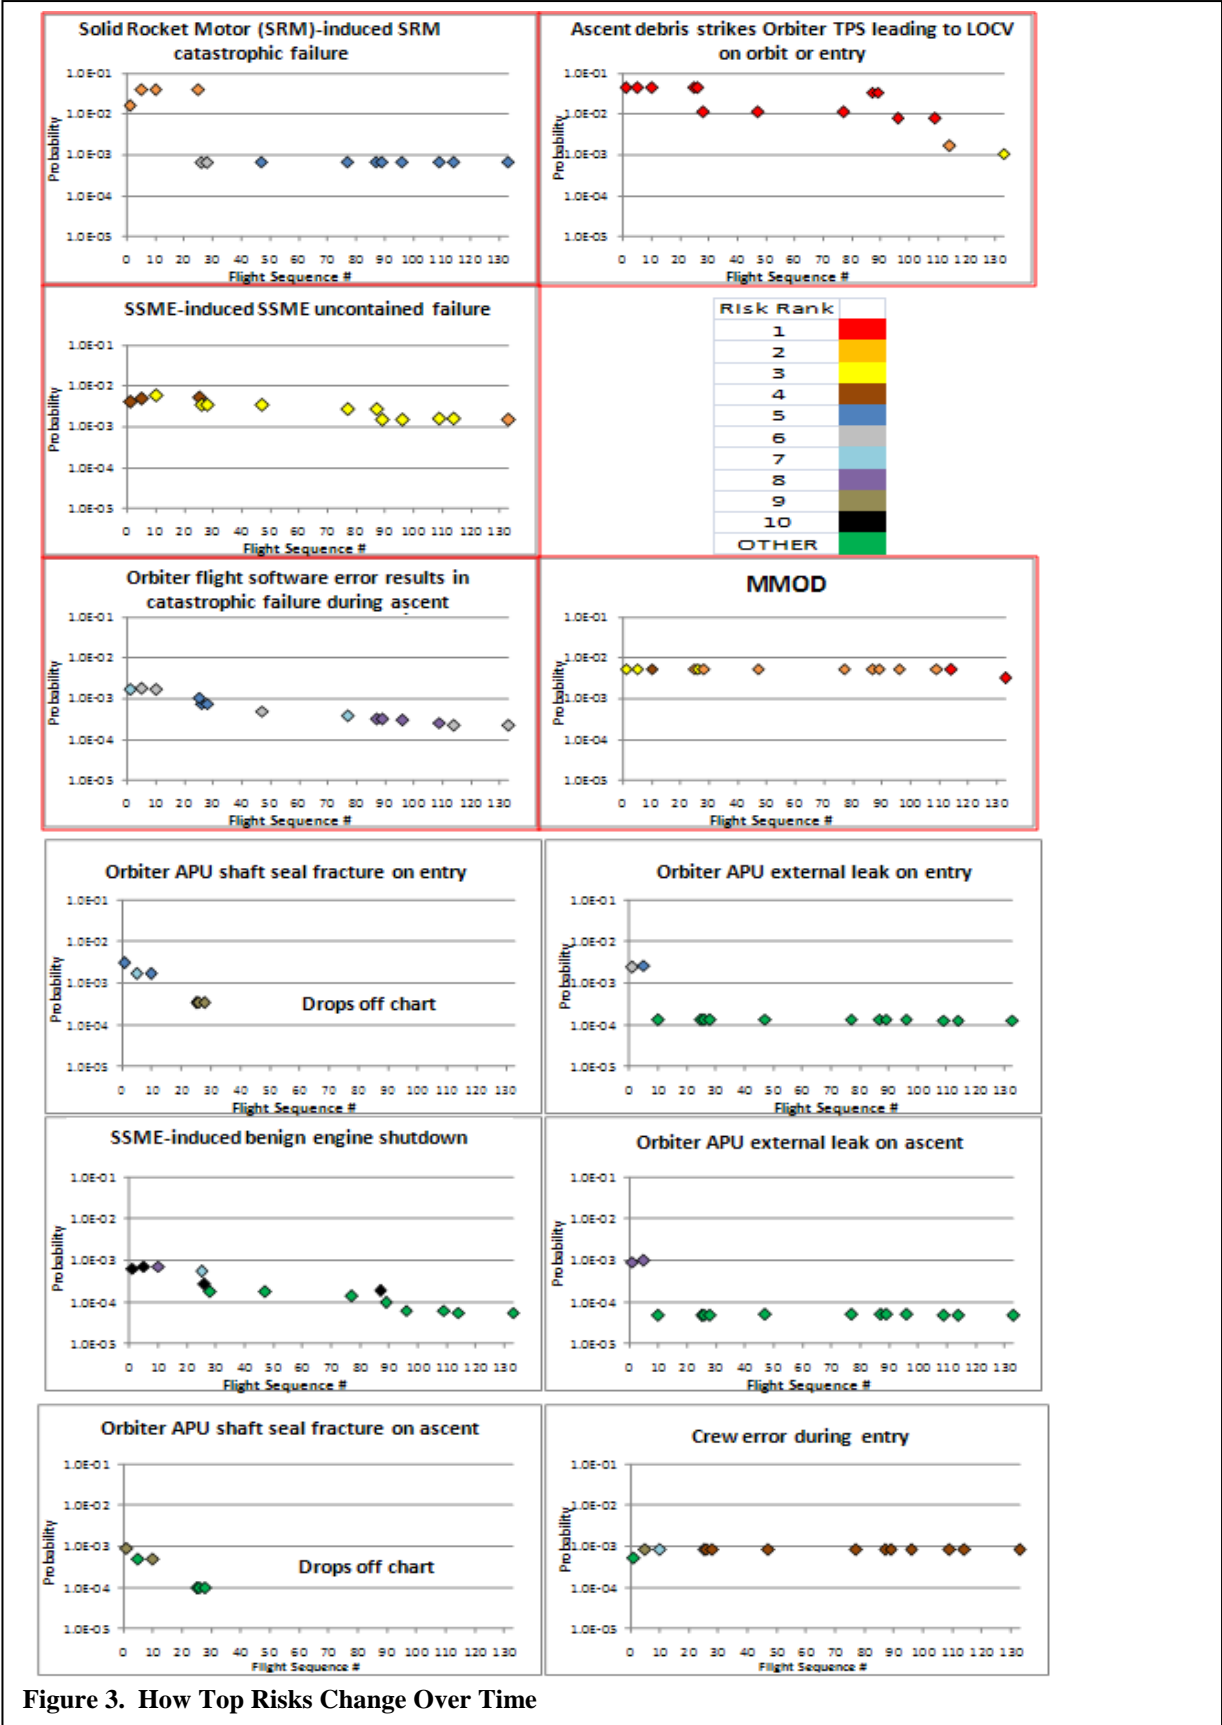 Solid Rocket Motor (SRM)-induced SRM
catastrophic failure
1.0E-01
1.0E-02
1.0E-03
1.0E-04
1.0E-05
Probability
0 10 20 30 40 50 60 70 80 90 100 110 120 130
Flight Sequence #
Ascent debris strikes Orbiter TPS leading to LOCV
on orbit or entry
1.0E-01
1.0E-02
1.0E-03
1.0E-04
1.0E-05
Probability
0 10 20 30 40 50 60 70 80 90 100 110 120 130
Flight Sequence #
SSME-induced SSME uncontained failure
1.0E-01
1.0E-02
1.0E-03
1.0E-04
1.0E-05
Probability
0 10 20 30 40 50 60 70 80 90 100 110 120 130
Flight Sequence #
Risk Rank
1
2
3
4
5
6
7
8
9
10
OTHER
Orbiter flight software error results in
catastrophic failure during ascent
1.0E-01
1.0E-02
1.0E-03
1.0E-04
1.0E-05
Probability
0 10 20 30 40 50 60 70 80 90 100 110 120 130
Flight Sequence #
MMOD
1.0E-01
1.0E-02
1.0E-03
1.0E-04
1.0E-05
Probability
0 10 20 30 40 50 60 70 80 90 100 110 120 130
Flight Sequence #
Orbiter APU shaft seal fracture on entry
1.0E-01
1.0E-02
1.0E-03
1.0E-04
1.0E-05
Probability
Drops off chart
0 10 20 30 40 50 60 70 80 90 100 110 120 130
Flight Sequence #
Orbiter APU external leak on entry
1.0E-01
1.0E-02
1.0E-03
1.0E-04
1.0E-05
Probability
0 10 20 30 40 50 60 70 80 90 100 110 120 130
Flight Sequence #
SSME-induced benign engine shutdown
1.0E-01
1.0E-02
1.0E-03
1.0E-04
1.0E-05
Probability
0 10 20 30 40 50 60 70 80 90 100 110 120 130
Flight Sequence #
Orbiter APU external leak on ascent
1.0E-01
1.0E-02
1.0E-03
1.0E-04
1.0E-05
Probability
0 10 20 30 40 50 60 70 80 90 100 110 120 130
Flight Sequence #
Orbiter APU shaft seal fracture on ascent
1.0E-01
1.0E-02
1.0E-03
1.0E-04
1.0E-05
Probability
Drops off chart
0 10 20 30 40 50 60 70 80 90 100 110 120 130
Flight Sequence #
Crew error during entry
1.0E-01
1.0E-02
1.0E-03
1.0E-04
1.0E-05
Probability
0 10 20 30 40 50 60 70 80 90 100 110 120 130
Flight Sequence #
Figure 3. How Top Risks Change Over Time